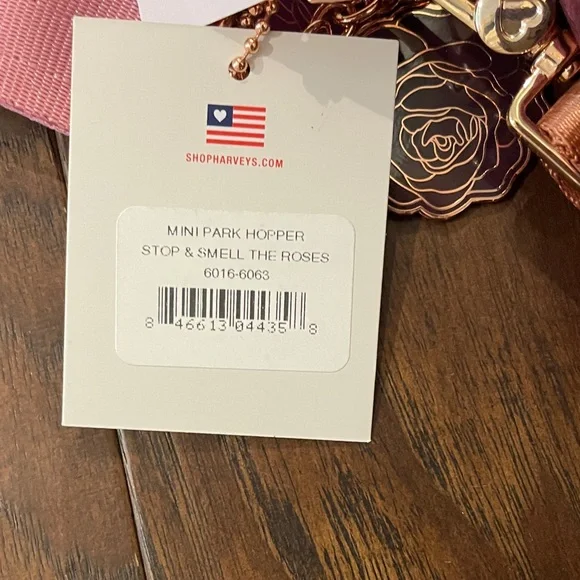 SHOPHARVEYS.COM
MINI PARK HOPPER
STOP & SMELL THE ROSES
6016-6063
8 46613 04435 8